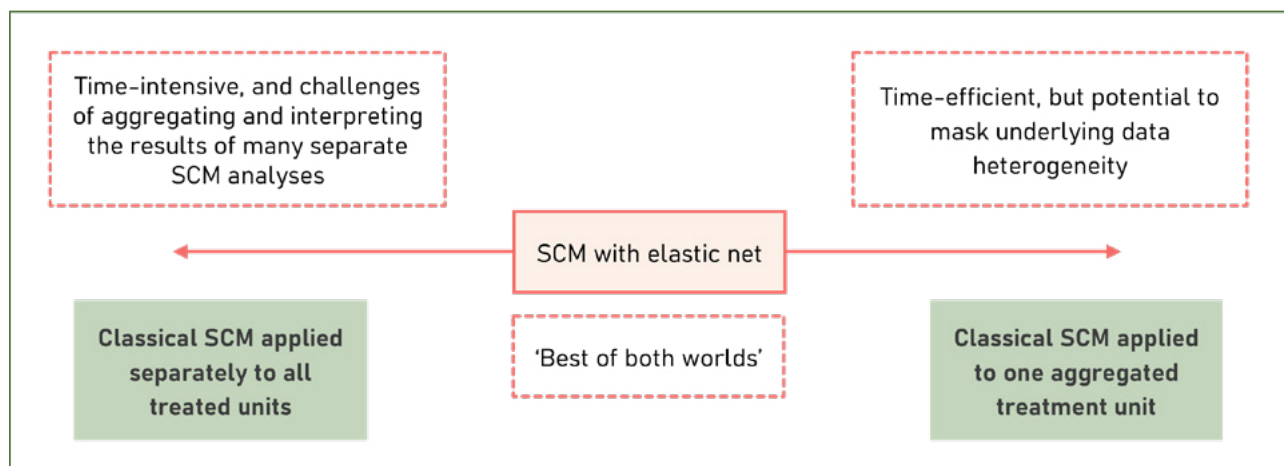 Time-intensive, and challenges
of aggregating and interpreting
the results of many separate
SCM analyses
Time-efficient, but potential to
mask underlying data
heterogeneity
SCM with elastic net
Classical SCM applied
separately to all
treated units
‘Best of both worlds’
Classical SCM applied
to one aggregated
treatment unit